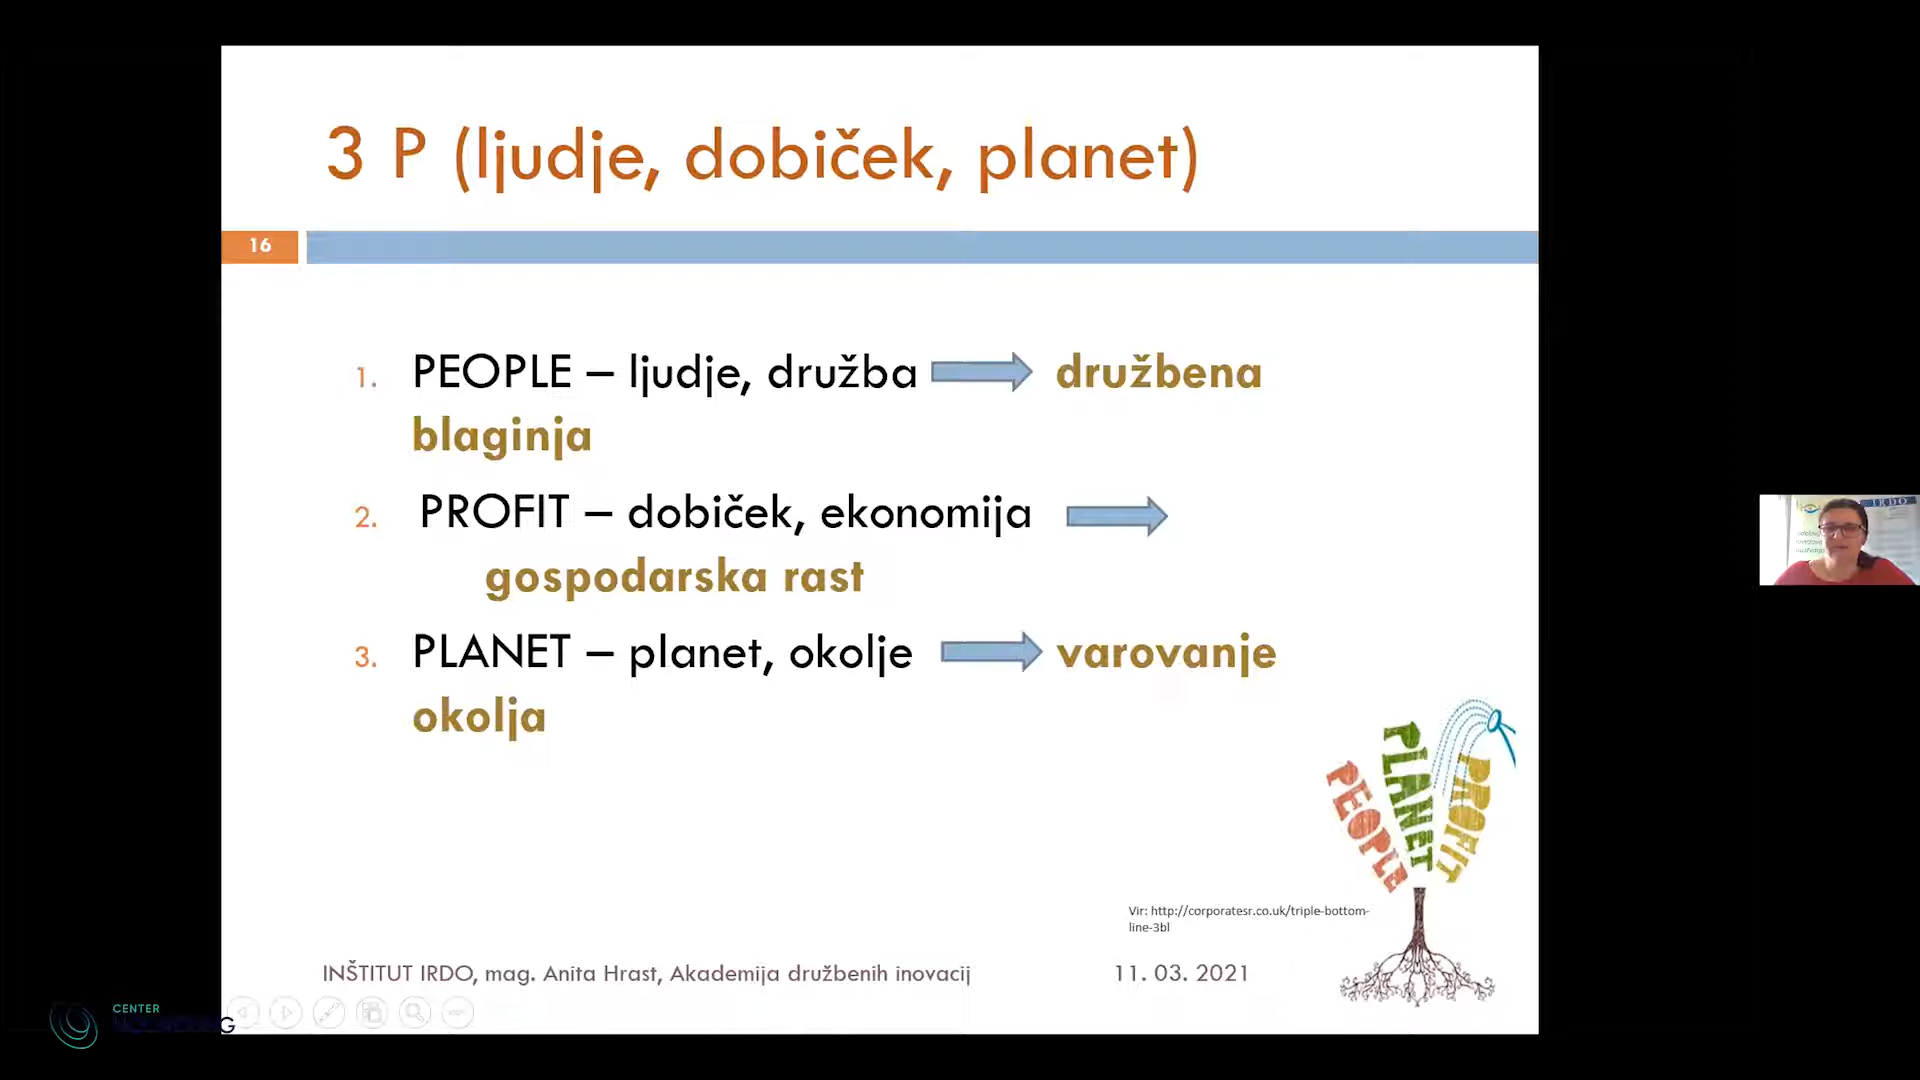 3 P (ljudje, dobiček, planet)
16
1. PEOPLE – ljudje, družba družbena
blaginja
2. PROFIT – dobiček, ekonomija
gospodarska rast
3. PLANET – planet, okolje varovanje
okolja
PEOPLE
PLANET
PROFIT
Vir: http://corporatesr.co.uk/triple-bottom-
line-3bl
INŠTITUT IRDO, mag. Anita Hrast, Akademija družbenih inovacij 11. 03. 2021
CENTER
IRDO